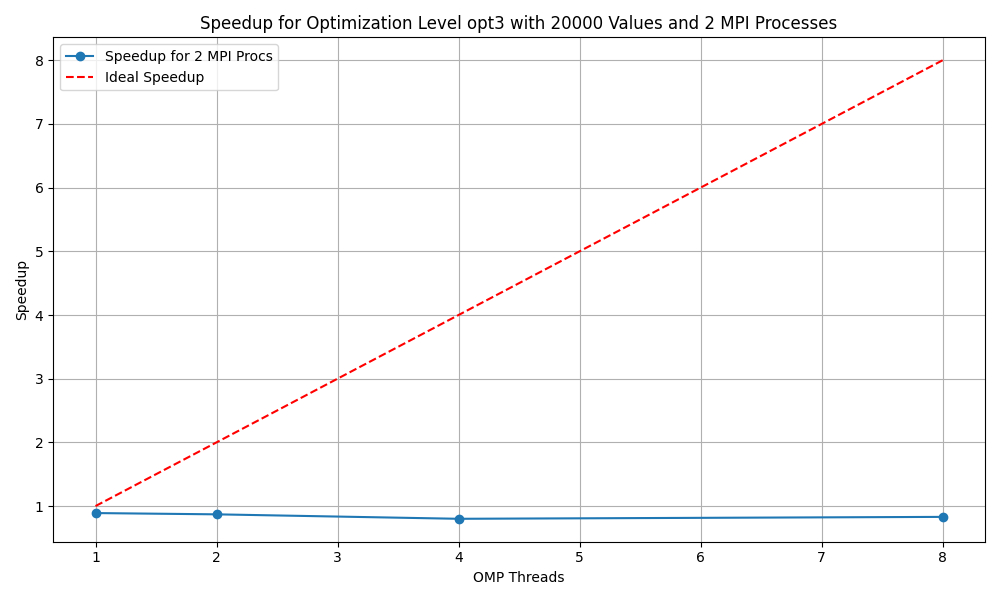 Speedup for Optimization Level opt3 with 20000 Values and 2 MPI Processes
Speedup for 2 MPI Procs
Ideal Speedup
8
7
6
5
4
3
2
1
Speedup
1 2 3 4 5 6 7 8
OMP Threads